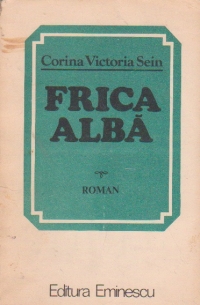 Corina Victoria Sein
FRICA
ALBĂ
ROMAN
Editura Eminescu